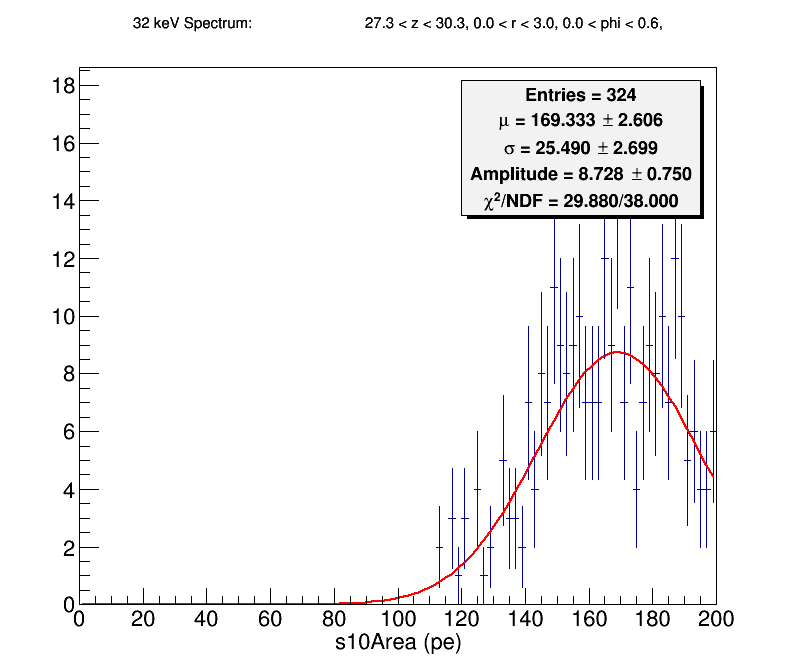 32 keV Spectrum: 27.3 < z < 30.3, 0.0 < r < 3.0, 0.0 < phi < 0.6,
Entries = 324
μ = 169.333 ± 2.606
σ = 25.490 ± 2.699
Amplitude = 8.728 ± 0.750
χ²/NDF = 29.880/38.000
18
16
14
12
10
8
6
4
2
0
0 20 40 60 80 100 120 140 160 180 200
s10Area (pe)